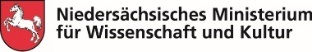 Niedersächsisches Ministerium
für Wissenschaft und Kultur